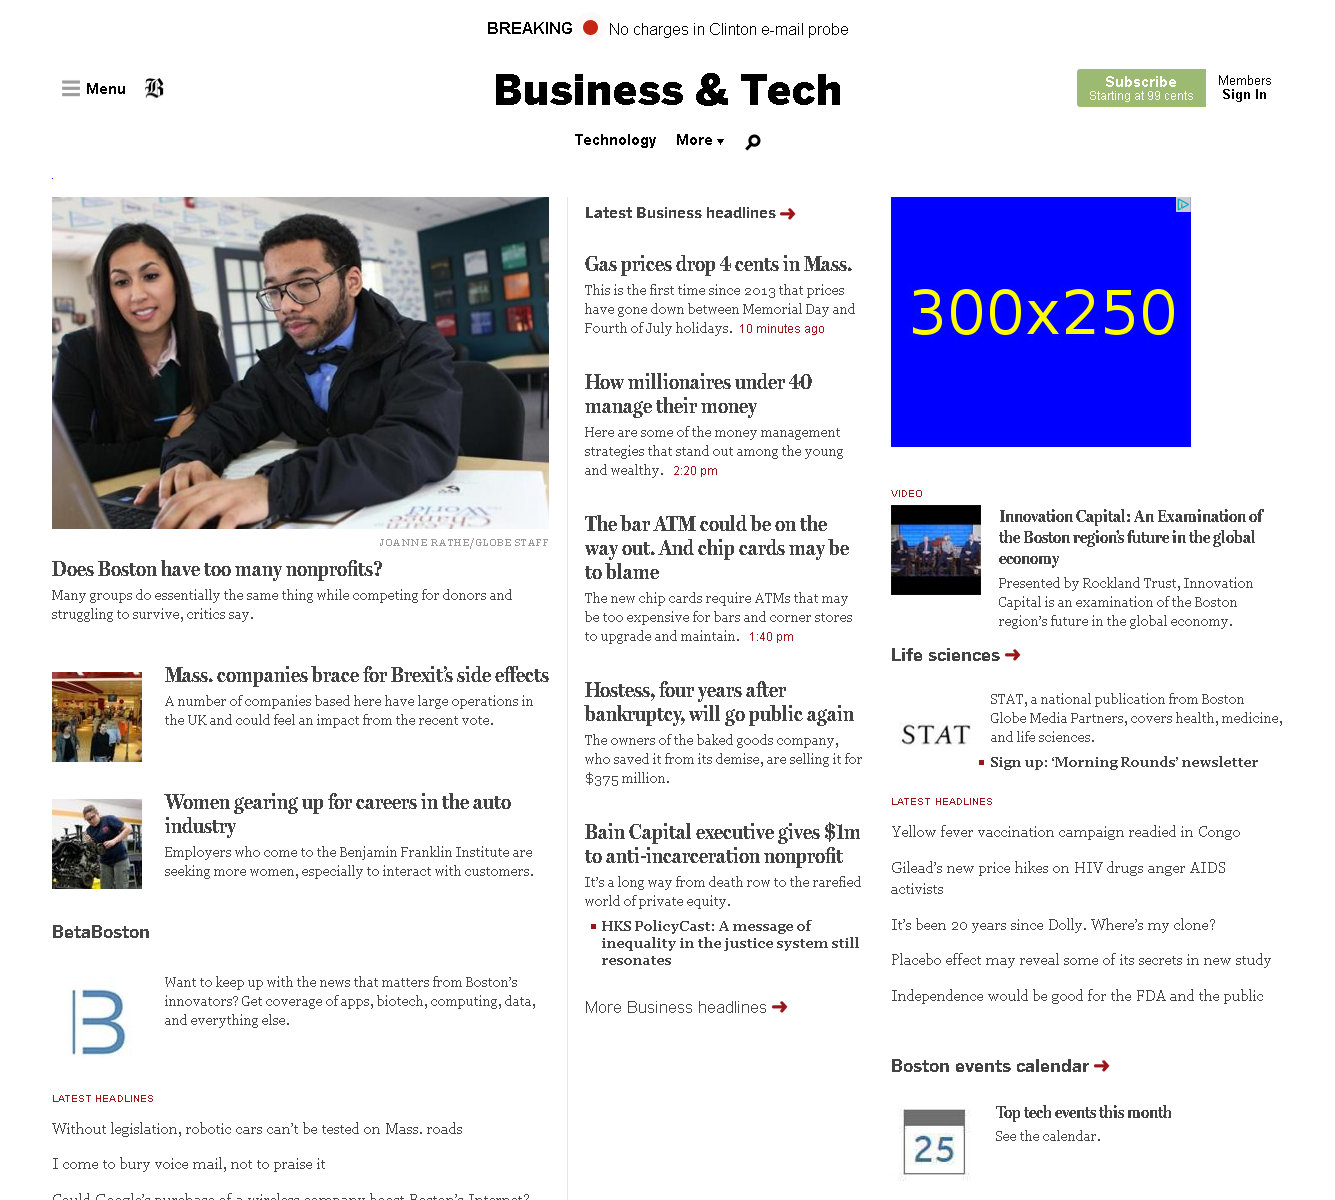 BREAKING No charges in Clinton e-mail probe
Menu
B
Business & Tech
Subscribe
Starting at 99 cents
Members
Sign In
Technology More
JOANNE RATHE/GLOBE STAFF
Does Boston have too many nonprofits?
Many groups do essentially the same thing while competing for donors and
struggling to survive, critics say.
Mass. companies brace for Brexit's side effects
A number of companies based here have large operations in
the UK and could feel an impact from the recent vote.
Women gearing up for careers in the auto
industry
Employers who come to the Benjamin Franklin Institute are
seeking more women, especially to interact with customers.
BetaBoston
B
Want to keep up with the news that matters from Boston's
innovators? Get coverage of apps, biotech, computing, data,
and everything else.
LATEST HEADLINES
Without legislation, robotic cars can't be tested on Mass. roads
I come to bury voice mail, not to praise it
Could Google's purchase of a wireless company boost Boston's Internet?
Latest Business headlines
Gas prices drop 4 cents in Mass.
This is the first time since 2013 that prices
have gone down between Memorial Day and
Fourth of July holidays. 10 minutes ago
How millionaires under 40
manage their money
Here are some of the money management
strategies that stand out among the young
and wealthy. 2:20 pm
The bar ATM could be on the
way out. And chip cards may be
to blame
The new chip cards require ATMs that may
be too expensive for bars and corner stores
to upgrade and maintain. 1:40 pm
Hostess, four years after
bankruptcy, will go public again
The owners of the baked goods company,
who saved it from its demise, are selling it for
$375 million.
Bain Capital executive gives $1m
to anti-incarceration nonprofit
It's a long way from death row to the rarefied
world of private equity.
HKS PolicyCast: A message of
inequality in the justice system still
resonates
More Business headlines
300x250
VIDEO
Innovation Capital: An Examination of
the Boston region's future in the global
economy
Presented by Rockland Trust, Innovation
Capital is an examination of the Boston
region's future in the global economy.
Life sciences
STAT
STAT, a national publication from Boston
Globe Media Partners, covers health, medicine,
and life sciences.
Sign up: 'Morning Rounds' newsletter
LATEST HEADLINES
Yellow fever vaccination campaign readied in Congo
Gilead's new price hikes on HIV drugs anger AIDS
activists
It's been 20 years since Dolly. Where's my clone?
Placebo effect may reveal some of its secrets in new study
Independence would be good for the FDA and the public
Boston events calendar
25
Top tech events this month
See the calendar.